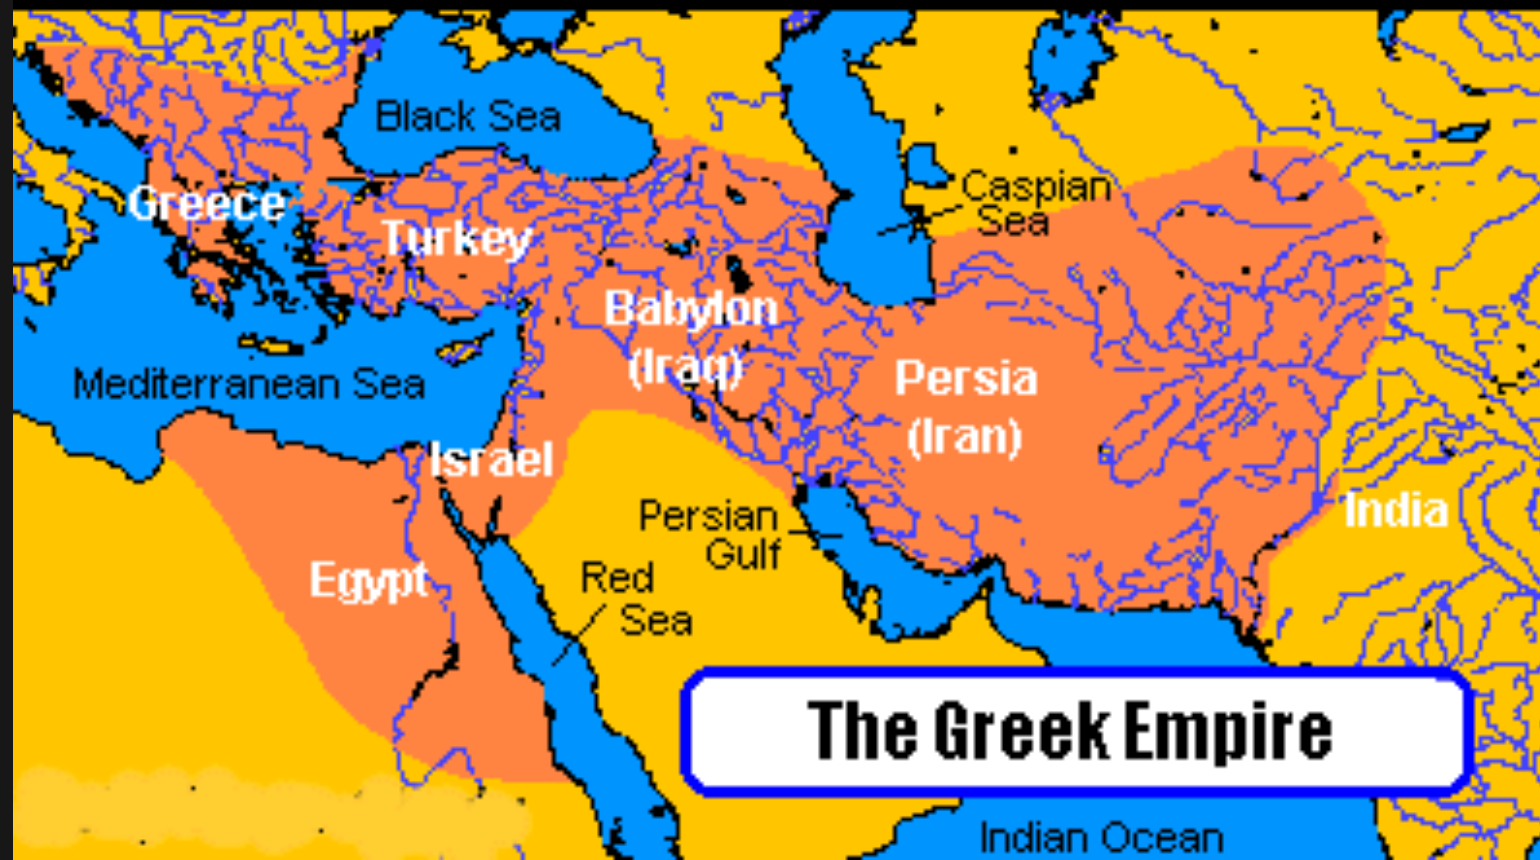 Black Sea
Greece
Turkey
Caspian
Sea
Babylon
(Iraq)
Mediterranean Sea
Persia
(Iran)
Israel
Persian
Gulf
India
Egypt
Red
Sea
The Greek Empire
Indian Ocean